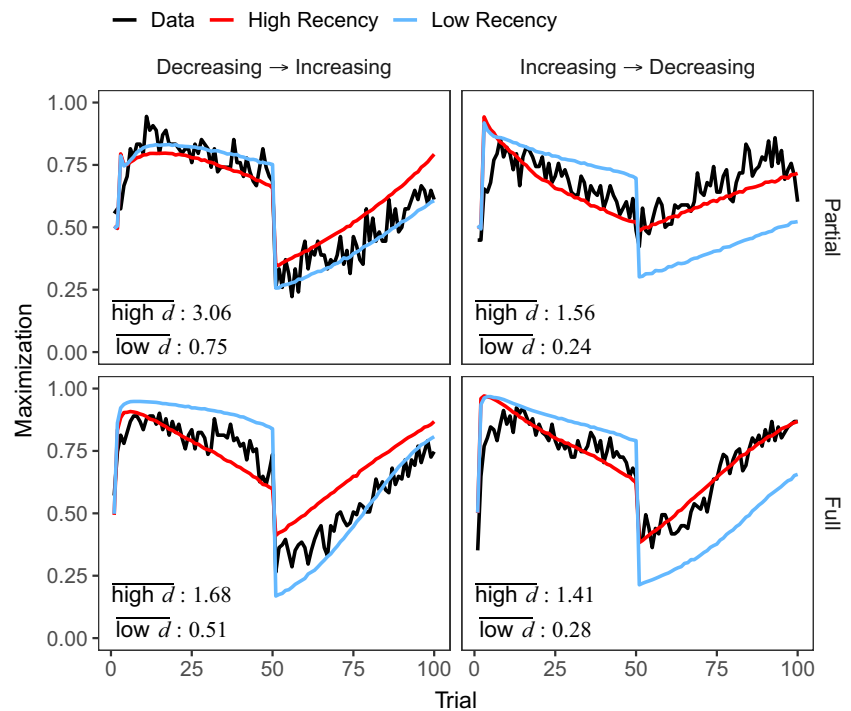 Data High Recency Low Recency
Decreasing → Increasing
Increasing → Decreasing
Maximization
1.00
0.75
0.50
0.25
0.00
high d : 3.06
low d : 0.75
high d : 1.56
low d : 0.24
Partial
1.00
0.75
0.50
0.25
0.00
high d : 1.68
low d : 0.51
high d : 1.41
low d : 0.28
Full
0 25 50 75 100
0 25 50 75 100
Trial